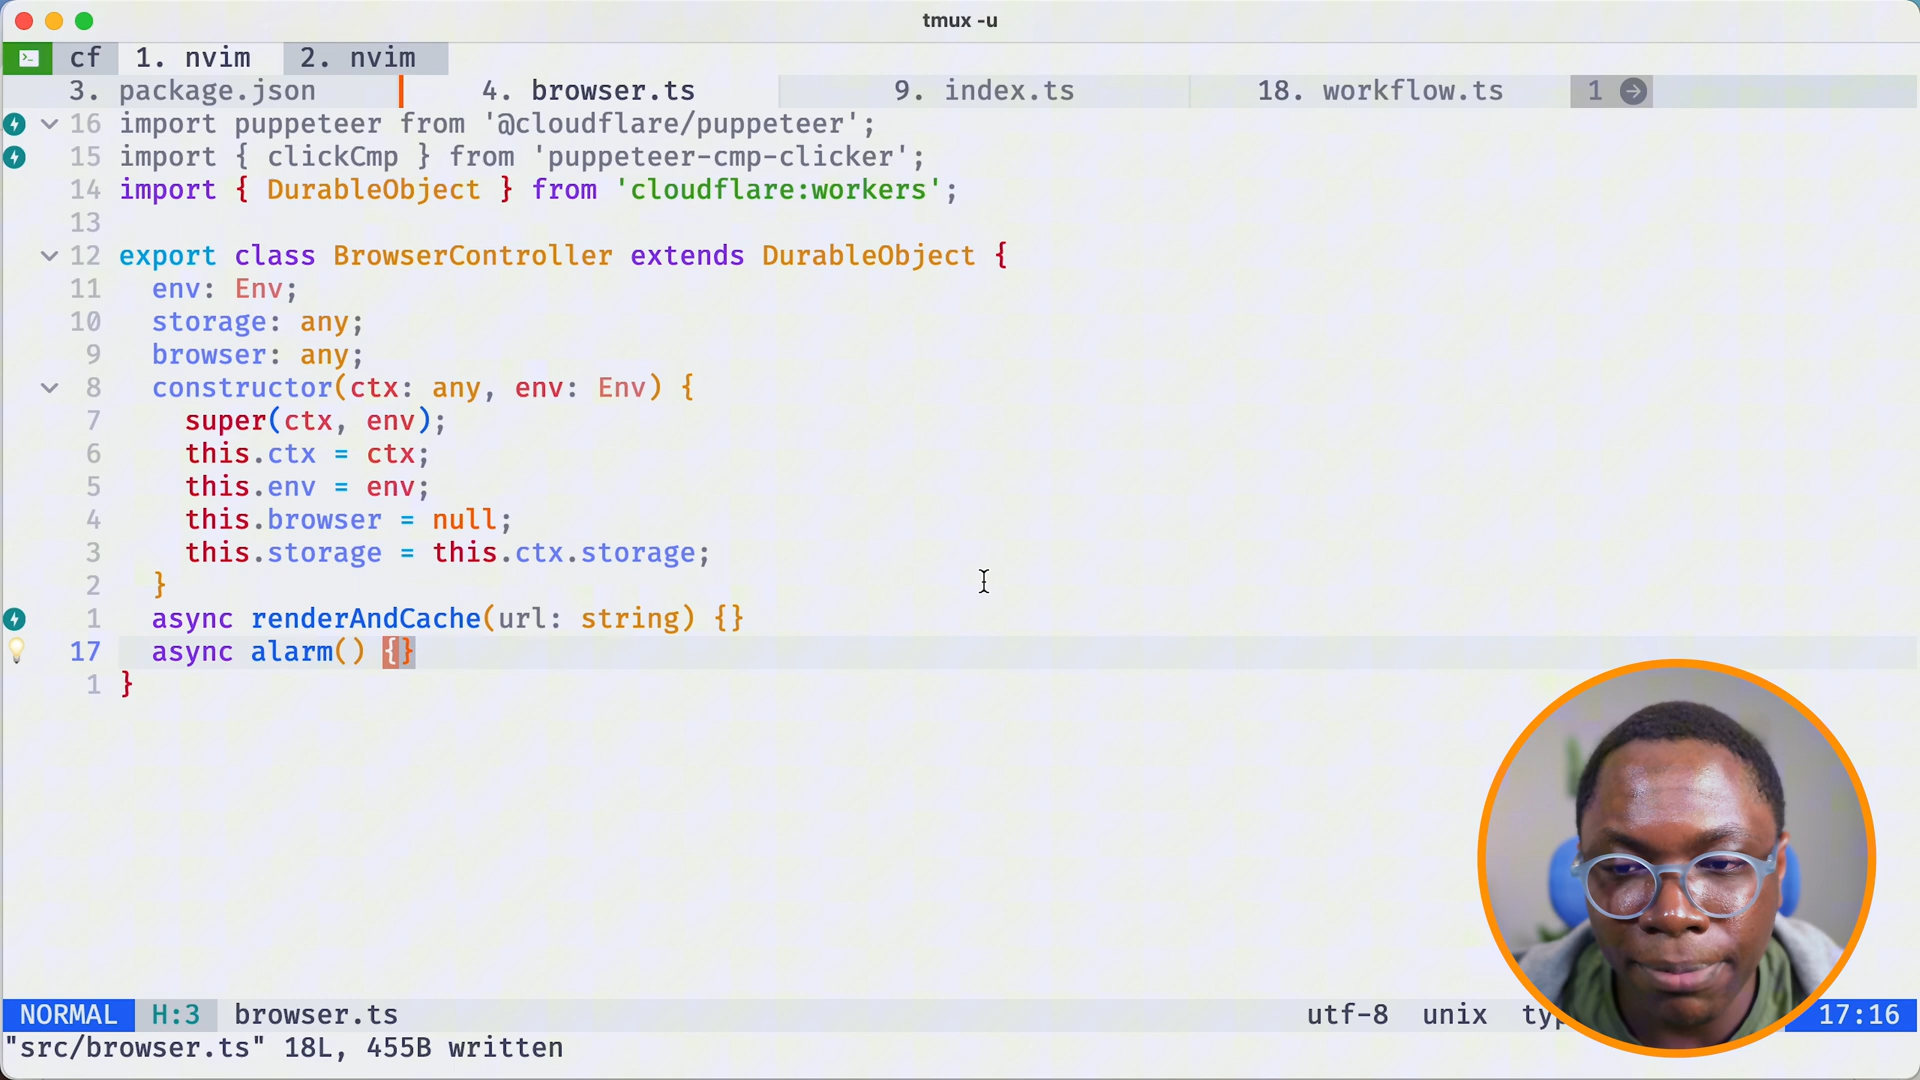 tmux -u
cf 1. nvim 2. nvim
3. package.json 4. browser.ts 9. index.ts 18. workflow.ts 1
16 import puppeteer from '@cloudflare/puppeteer';
15 import { clickCmp } from 'puppeteer-cmp-clicker';
14 import { DurableObject } from 'cloudflare:workers';
13
12 export class BrowserController extends DurableObject {
11 env: Env;
10 storage: any;
9 browser: any;
8 constructor(ctx: any, env: Env) {
7 super(ctx, env);
6 this.ctx = ctx;
5 this.env = env;
4 this.browser = null;
3 this.storage = this.ctx.storage;
2 }
1 async renderAndCache(url: string) {}
17 async alarm() {}
1 }
NORMAL H:3 browser.ts utf-8 unix typ 17:16
"src/browser.ts" 18L, 455B written